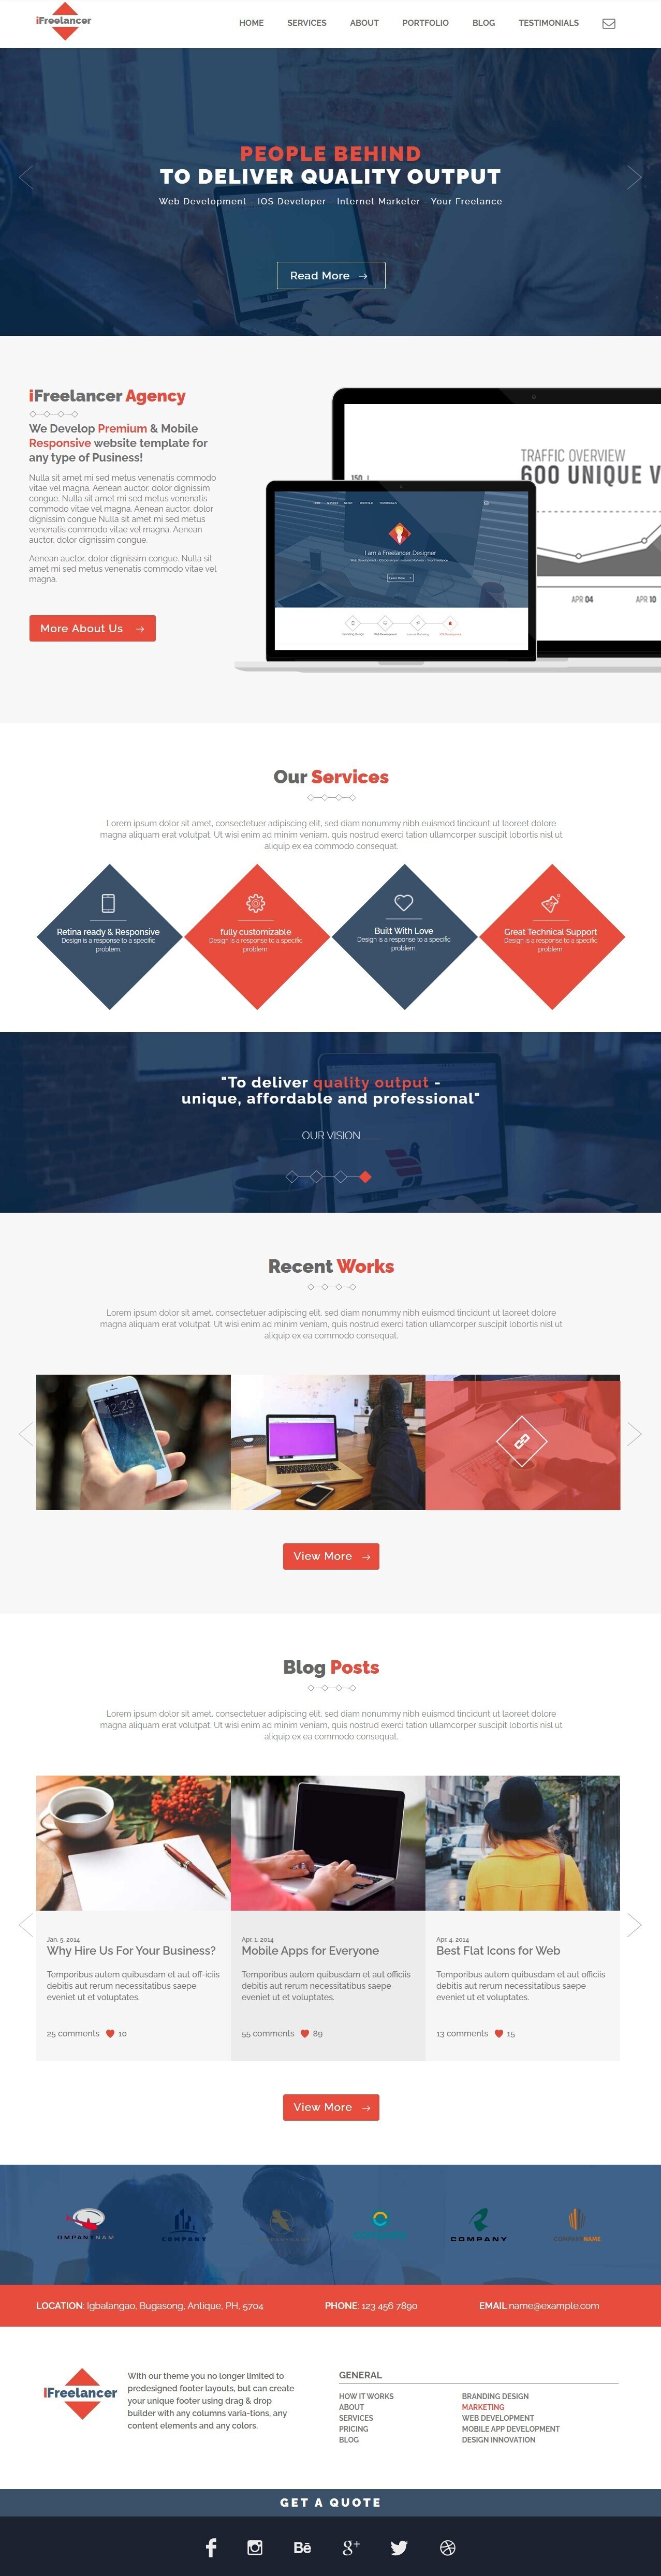 iFreelancer
HOME SERVICES ABOUT PORTFOLIO BLOG TESTIMONIALS
PEOPLE BEHIND
TO DELIVER QUALITY OUTPUT
Web Development - IOS Developer - Internet Marketer - Your Freelance
Read More
iFreelancer Agency
We Develop Premium & Mobile
Responsive website template for
any type of Pusiness!
Nulla sit amet mi sed metus venenatis commodo
vitae vel magna. Aenean auctor, dolor dignissim
congue. Nulla sit amet mi sed metus venenatis
commodo vitae vel magna. Aenean auctor, dolor
dignissim congue Nulla sit amet mi sed metus
venenatis commodo vitae vel magna. Aenean
auctor, dolor dignissim congue.
Aenean auctor, dolor dignissim congue. Nulla sit
amet mi sed metus venenatis commodo vitae vel
magna.
More About Us
TRAFFIC OVERVIEW
600 UNIQUE V
150
APR 04 APR 10
I am a Freelancer Designer
Our Services
Lorem ipsum dolor sit amet, consectetuer adipiscing elit, sed diam nonummy nibh euismod tincidunt ut laoreet dolore
magna aliquam erat volutpat. Ut wisi enim ad minim veniam, quis nostrud exerci tation ullamcorper suscipit lobortis nisl ut
aliquip ex ea commodo consequat.
Retina ready & Responsive
Design is a response to a specific
problem.
fully customizable
Design is a response to a specific
problem
Built With Love
Design is a response to a specific
problem.
Great Technical Support
Design is a response to a specific
problem.
"To deliver quality output -
unique, affordable and professional"
OUR VISION
Recent Works
Lorem ipsum dolor sit amet, consectetuer adipiscing elit, sed diam nonummy nibh euismod tincidunt ut laoreet dolore
magna aliquam erat volutpat. Ut wisi enim ad minim veniam, quis nostrud exerci tation ullamcorper suscipit lobortis nisl ut
aliquip ex ea commodo consequat.
12:23
View More
Blog Posts
Lorem ipsum dolor sit amet, consectetuer adipiscing elit, sed diam nonummy nibh euismod tincidunt ut laoreet dolore
magna aliquam erat volutpat. Ut wisi enim ad minim veniam, quis nostrud exerci tation ullamcorper suscipit lobortis nisl ut
aliquip ex ea commodo consequat.
Jan. 5, 2014
Why Hire Us For Your Business?
Temporibus autem quibusdam et aut off-iciis
debitis aut rerum necessitatibus saepe
eveniet ut et voluptates.
25 comments 10
Apr. 1, 2014
Mobile Apps for Everyone
Temporibus autem quibusdam et aut officiis
debitis aut rerum necessitatibus saepe
eveniet ut et voluptates.
55 comments 89
Apr. 4, 2014
Best Flat Icons for Web
Temporibus autem quibusdam et aut officiis
debitis aut rerum necessitatibus saepe
eveniet ut et voluptates.
13 comments 15
View More
OMPANYNAM
COMPANY
COMPANY
COMPANYNAME
LOCATION: Igbalangao, Bugasong, Antique, PH, 5704
PHONE: 123 456 7890
EMAIL:name@example.com
iFreelancer
With our theme you no longer limited to
predesigned footer layouts, but can create
your unique footer using drag & drop
builder with any columns varia-tions, any
content elements and any colors.
GENERAL
HOW IT WORKS
ABOUT
SERVICES
PRICING
BLOG
BRANDING DESIGN
MARKETING
WEB DEVELOPMENT
MOBILE APP DEVELOPMENT
DESIGN INNOVATION
GET A QUOTE